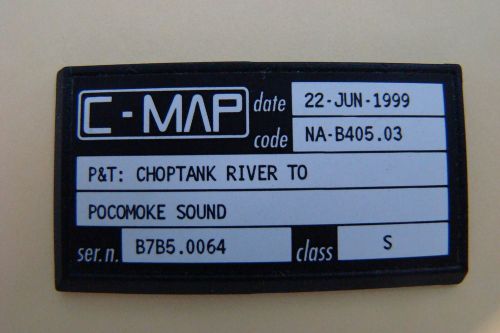 C-MAP date 22-JUN-1999
code NA-B405.03
P&T: CHOPTANK RIVER TO
POCOMOKE SOUND
ser.n. B7B5.0064 class S